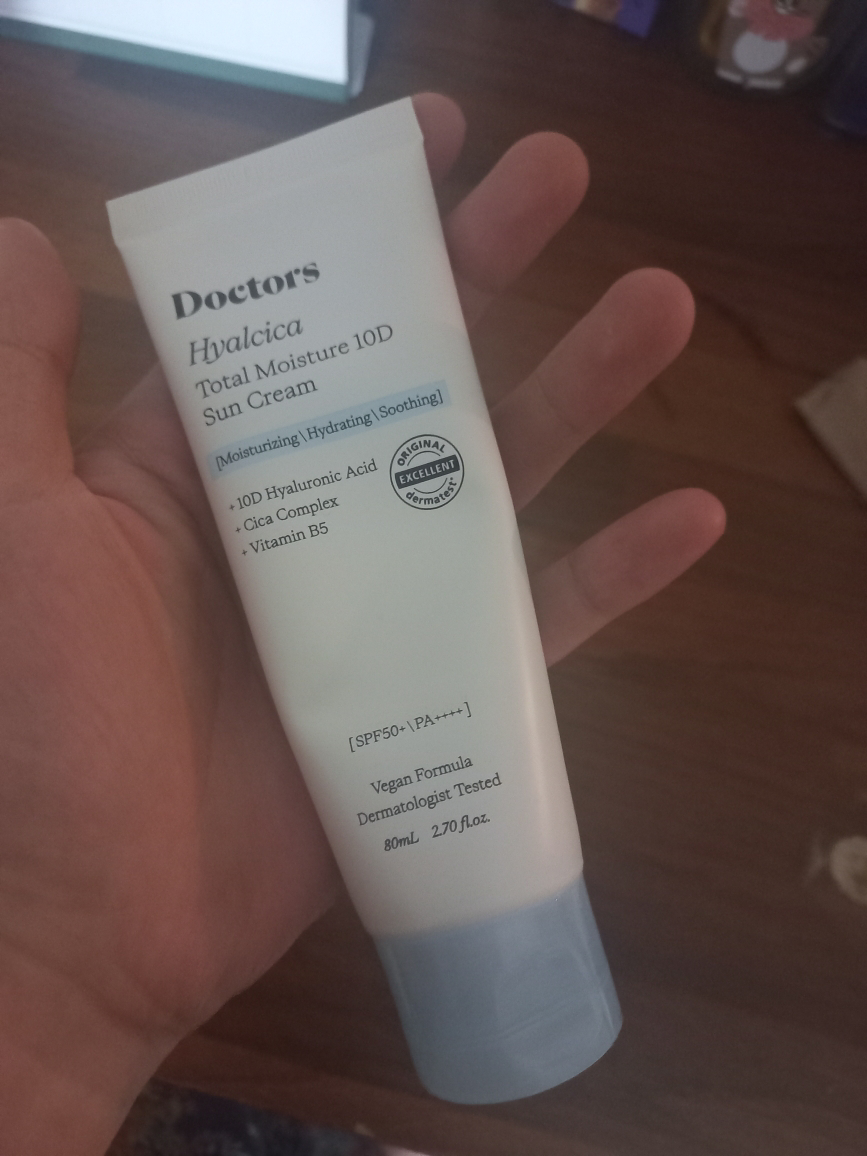 Doctors
Hyalcica
Total Moisture 10D
Sun Cream
[Moisturizing\Hydrating\Soothing]
+10D Hyaluronic Acid
+Cica Complex
+Vitamin B5
ORIGINAL
EXCELLENT
dermatest
[SPF50+\PA++++]
Vegan Formula
Dermatologist Tested
80mL 2.70 fl.oz.